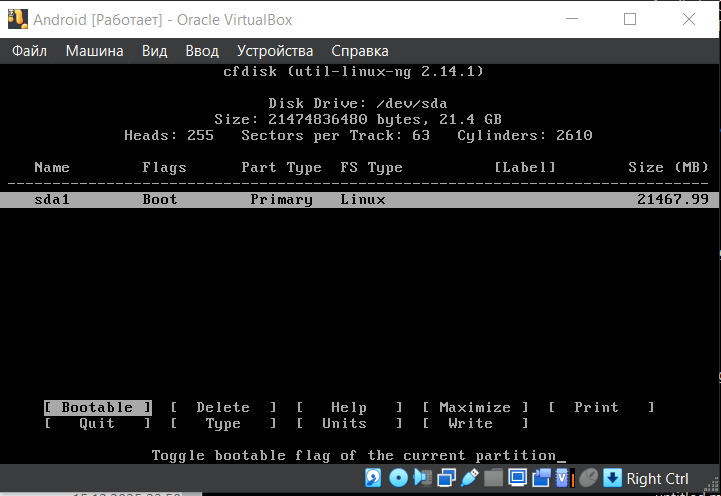 Android [Работает] - Oracle VirtualBox
Файл Машина Вид Ввод Устройства Справка
cfdisk (util-linux-ng 2.14.1)
Disk Drive: /dev/sda
Size: 21474836480 bytes, 21.4 GB
Heads: 255 Sectors per Track: 63 Cylinders: 2610
Name Flags Part Type FS Type [Label] Size (MB)
sda1 Boot Primary Linux 21467.99
[ Bootable ] [ Delete ] [ Help ] [ Maximize ] [ Print ]
[ Quit ] [ Type ] [ Units ] [ Write ]
Toggle bootable flag of the current partition_
Right Ctrl